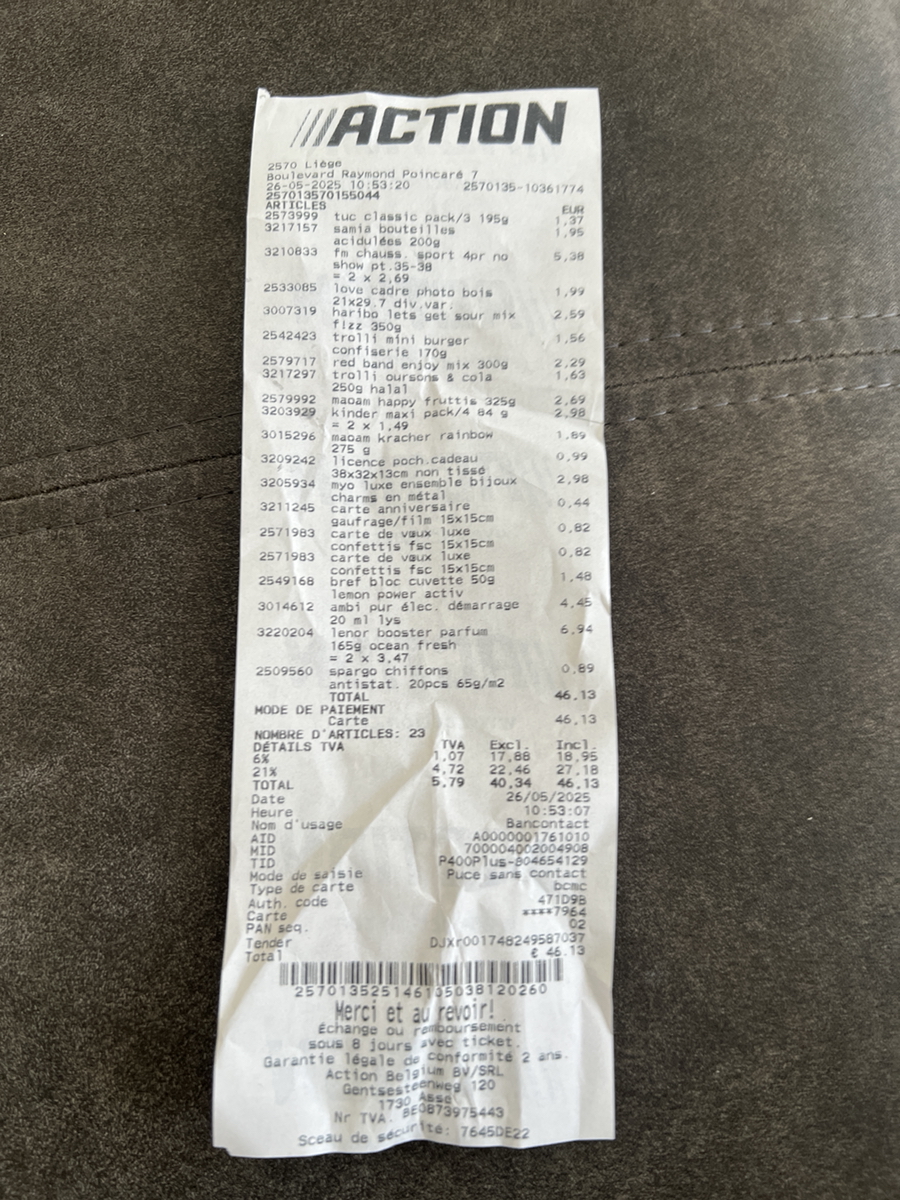 ///ACTION
2570 Liège
Boulevard Raymond Poincaré 7
26-05-2025 10:53:20 2570135-10361774
257013570155044
ARTICLES EUR
2573999 tuc classic pack/3 195g 1,37
3217157 samia bouteilles 1,95
acidulées 200g
3210833 fm chauss. sport 4pr no 5,38
show pt.35-38
= 2 x 2,69
2533085 love cadre photo bois 1,99
21x29.7 div.var.
3007319 haribo lets get sour mix 2,59
fizz 350g
2542423 trolli mini burger 1,56
confiserie 170g
2579717 red band enjoy mix 300g 2,29
3217297 trolli oursons & cola 1,63
250g halal
2579992 maoam happy fruttis 325g 2,69
3203929 kinder maxi pack/4 84 g 2,98
= 2 x 1,49
3015296 maoam kracher rainbow 1,89
275 g
3209242 licence poch.cadeau 0,99
38x32x13cm non tissé
3205934 myo luxe ensemble bijoux 2,98
charms en métal
3211245 carte anniversaire 0,44
gaufrage/film 15x15cm
2571983 carte de vœux luxe 0,82
confettis fsc 15x15cm
2571983 carte de vœux luxe 0,82
confettis fsc 15x15cm
2549168 bref bloc cuvette 50g 1,48
lemon power activ
3014612 ambi pur élec. démarrage 4,45
20 ml lys
3220204 lenor booster parfum 6,94
165g ocean fresh
= 2 x 3,47
2509560 spargo chiffons 0,89
antistat. 20pcs 65g/m2
TOTAL 46,13
MODE DE PAIEMENT
Carte 46,13
NOMBRE D'ARTICLES: 23
DÉTAILS TVA TVA Excl. Incl.
6% 1,07 17,88 18,95
21% 4,72 22,46 27,18
TOTAL 5,79 40,34 46,13
Date 26/05/2025
Heure 10:53:07
Nom d'usage Bancontact
AID A0000001761010
MID 700004002004908
TID P400Plus-804654129
Mode de saisie Puce sans contact
Type de carte bcmc
Auth. code 471D9B
Carte ****7964
PAN seq. 02
Tender DJXr001748249587037
Total € 46.13
257013525146135038120260
Merci et au revoir!
Échange ou remboursement
sous 8 jours avec ticket.
Garantie légale de conformité 2 ans.
Action Belgium BV/SRL
Gentsesteenweg 120
1730 Asse
Nr TVA. BE0873975443
Sceau de sécurité: 7645DE22